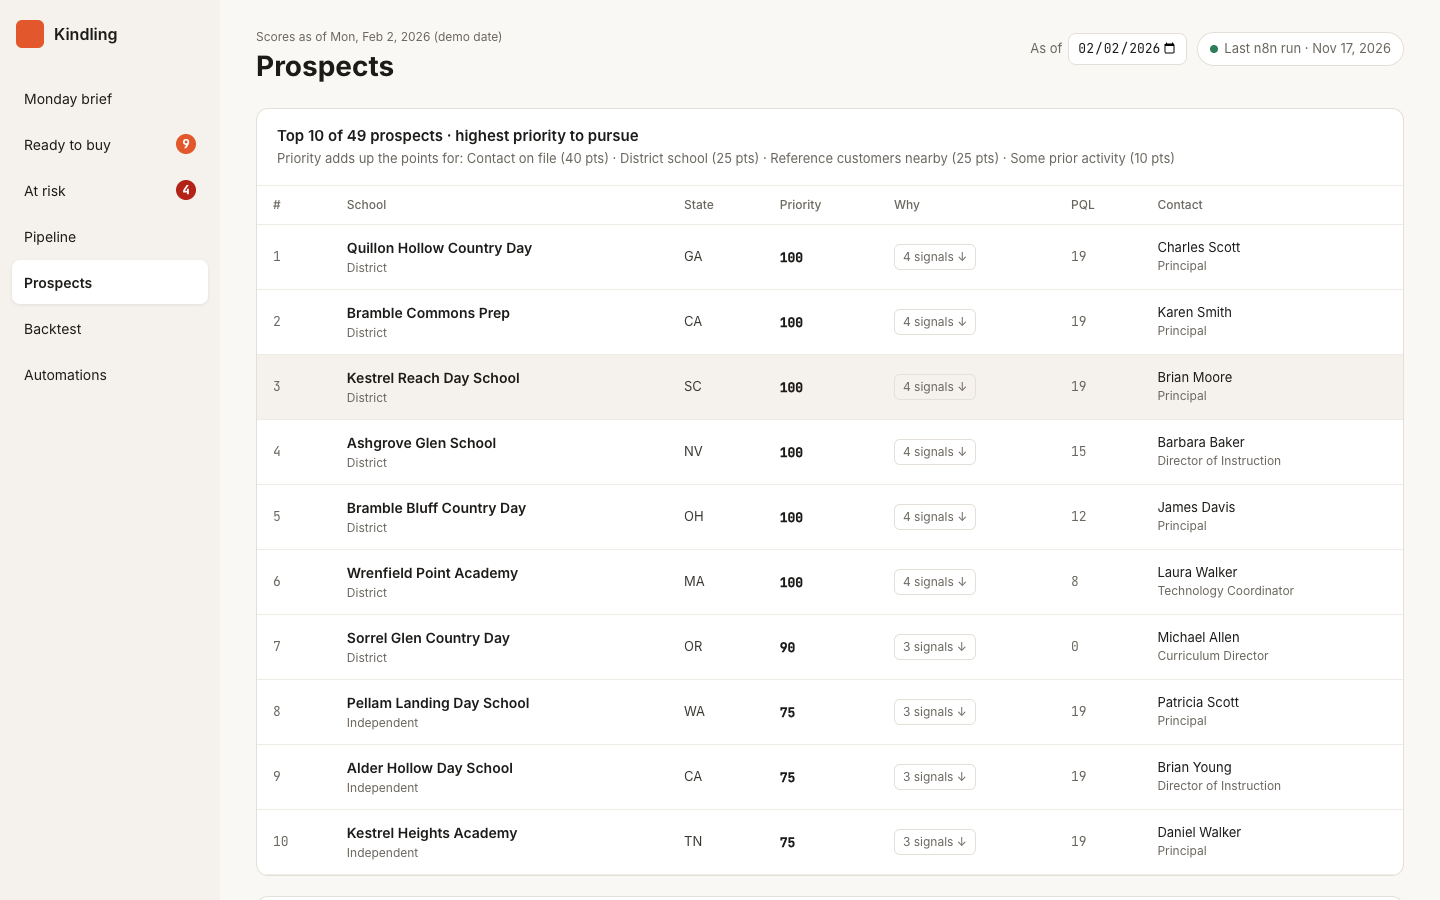 Kindling
Monday brief
Ready to buy 9
At risk 4
Pipeline
Prospects
Backtest
Automations
Scores as of Mon, Feb 2, 2026 (demo date)
Prospects
As of 02/02/2026
Last n8n run · Nov 17, 2026
Top 10 of 49 prospects · highest priority to pursue
Priority adds up the points for: Contact on file (40 pts) · District school (25 pts) · Reference customers nearby (25 pts) · Some prior activity (10 pts)
# School State Priority Why PQL Contact
1 Quillon Hollow Country Day GA 100 4 signals ↓ 19 Charles Scott
District Principal
2 Bramble Commons Prep CA 100 4 signals ↓ 19 Karen Smith
District Principal
3 Kestrel Reach Day School SC 100 4 signals ↓ 19 Brian Moore
District Principal
4 Ashgrove Glen School NV 100 4 signals ↓ 15 Barbara Baker
District Director of Instruction
5 Bramble Bluff Country Day OH 100 4 signals ↓ 12 James Davis
District Principal
6 Wrenfield Point Academy MA 100 4 signals ↓ 8 Laura Walker
District Technology Coordinator
7 Sorrel Glen Country Day OR 90 3 signals ↓ 0 Michael Allen
District Curriculum Director
8 Pellam Landing Day School WA 75 3 signals ↓ 19 Patricia Scott
Independent Principal
9 Alder Hollow Day School CA 75 3 signals ↓ 19 Brian Young
Independent Director of Instruction
10 Kestrel Heights Academy TN 75 3 signals ↓ 19 Daniel Walker
Independent Principal